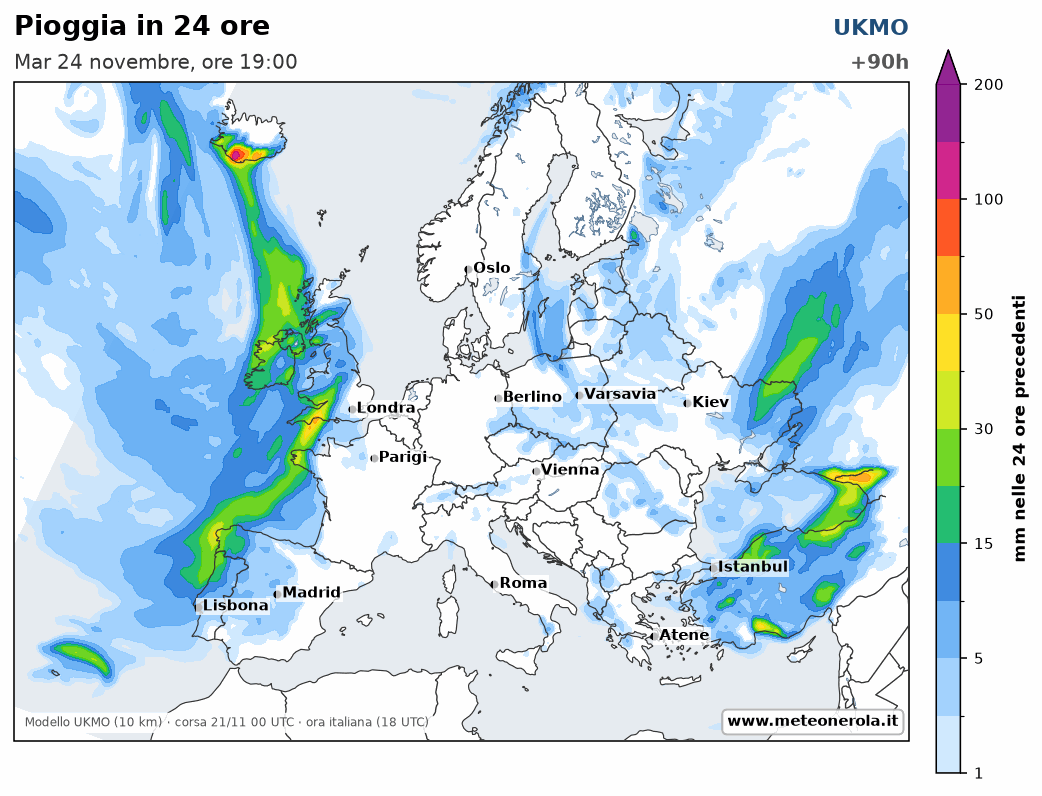 Pioggia in 24 ore
UKMO
Mar 24 novembre, ore 19:00
+90h
200
100
50
30
15
5
1
mm nelle 24 ore precedenti
Oslo
Londra
Berlino
Varsavia
Kiev
Parigi
Vienna
Istanbul
Roma
Madrid
Lisbona
Atene
Modello UKMO (10 km) · corsa 21/11 00 UTC · ora italiana (18 UTC)
www.meteonerola.it